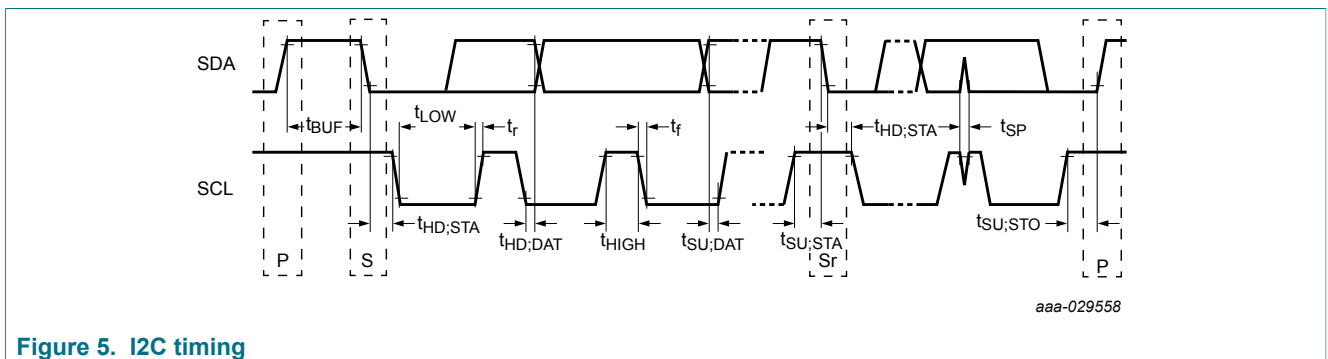 SDA
tBUF
tLOW
tr
tf
tHD;STA
tSP
SCL
tHD;STA
tHD;DAT
tHIGH
tSU;DAT
tSU;STA
tSU;STO
P
S
Sr
P
aaa-029558
Figure 5. I2C timing